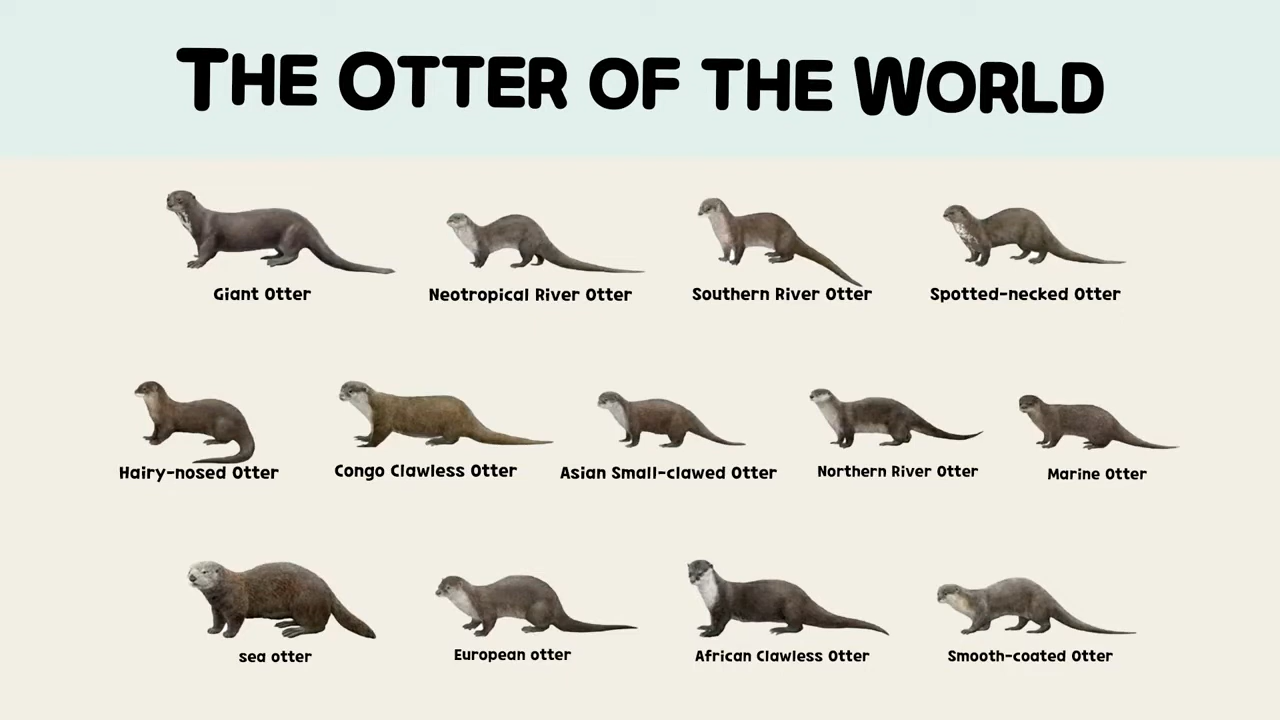 The Otter of the World
Giant Otter
Neotropical River Otter
Southern River Otter
Spotted-necked Otter
Hairy-nosed Otter
Congo Clawless Otter
Asian Small-clawed Otter
Northern River Otter
Marine Otter
sea otter
European otter
African Clawless Otter
Smooth-coated Otter